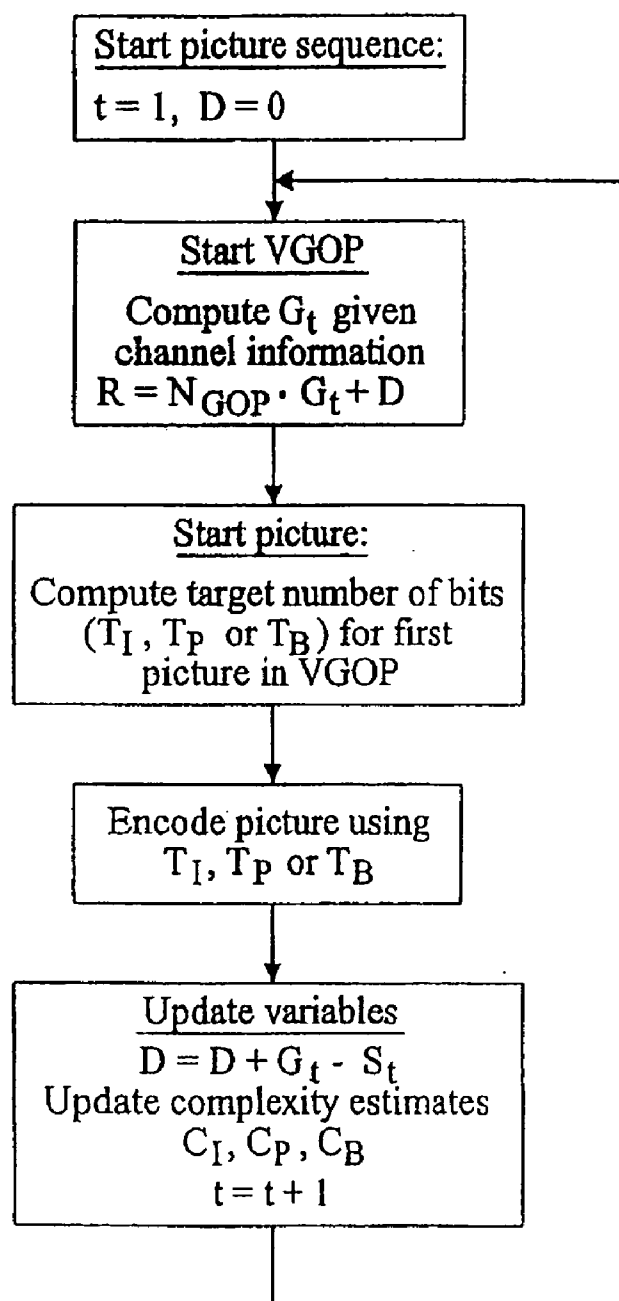 Start picture sequence:
t = 1, D = 0
Start VGOP
Compute G_t given
channel information
R = N_GOP · G_t + D
Start picture:
Compute target number of bits
(T_I, T_P or T_B) for first
picture in VGOP
Encode picture using
T_I, T_P or T_B
Update variables
D = D + G_t - S_t
Update complexity estimates
C_I, C_P, C_B
t = t + 1